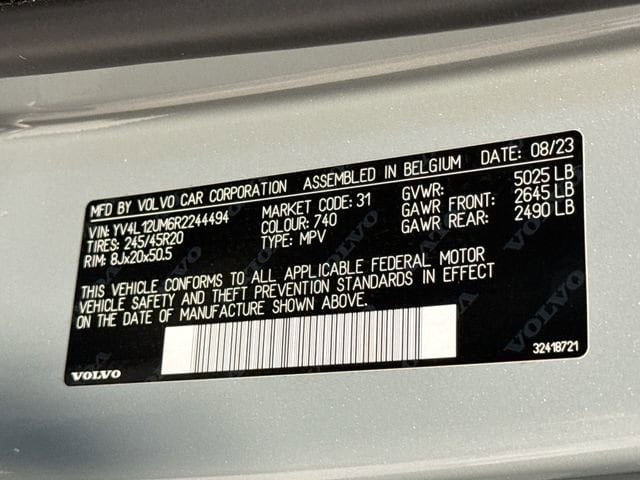 MFD BY VOLVO CAR CORPORATION ASSEMBLED IN BELGIUM DATE: 08/23
VIN: YV4L12UM6R2244494 MARKET CODE: 31 GVWR: 5025 LB
TIRES: 245/45R20 COLOUR: 740 GAWR FRONT: 2645 LB
RIM: 8Jx20x50.5 TYPE: MPV GAWR REAR: 2490 LB
THIS VEHICLE CONFORMS TO ALL APPLICABLE FEDERAL MOTOR
VEHICLE SAFETY AND THEFT PREVENTION STANDARDS IN EFFECT
ON THE DATE OF MANUFACTURE SHOWN ABOVE.
VOLVO
VOLVO 32418721